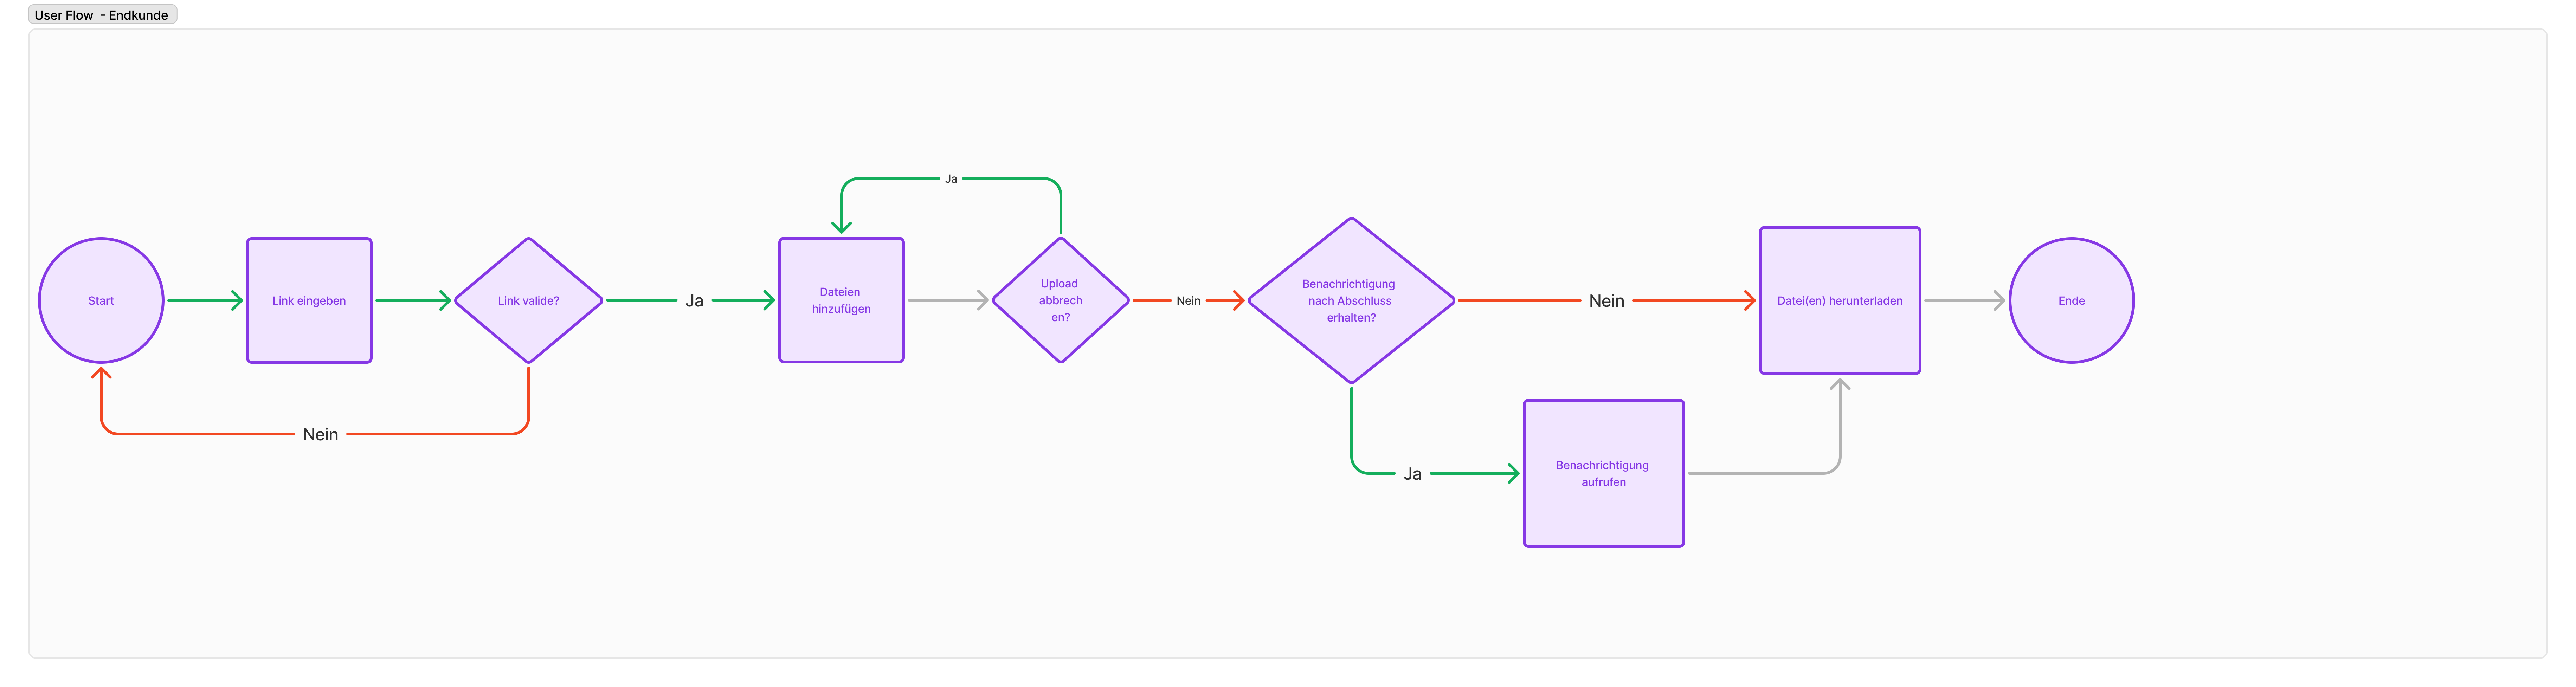 User Flow - Endkunde
Start
Link eingeben
Link valide?
Nein
Ja
Dateien
hinzufügen
Ja
Upload
abbrech
en?
Nein
Benachrichtigung
nach Abschluss
erhalten?
Nein
Ja
Benachrichtigung
aufrufen
Datei(en) herunterladen
Ende